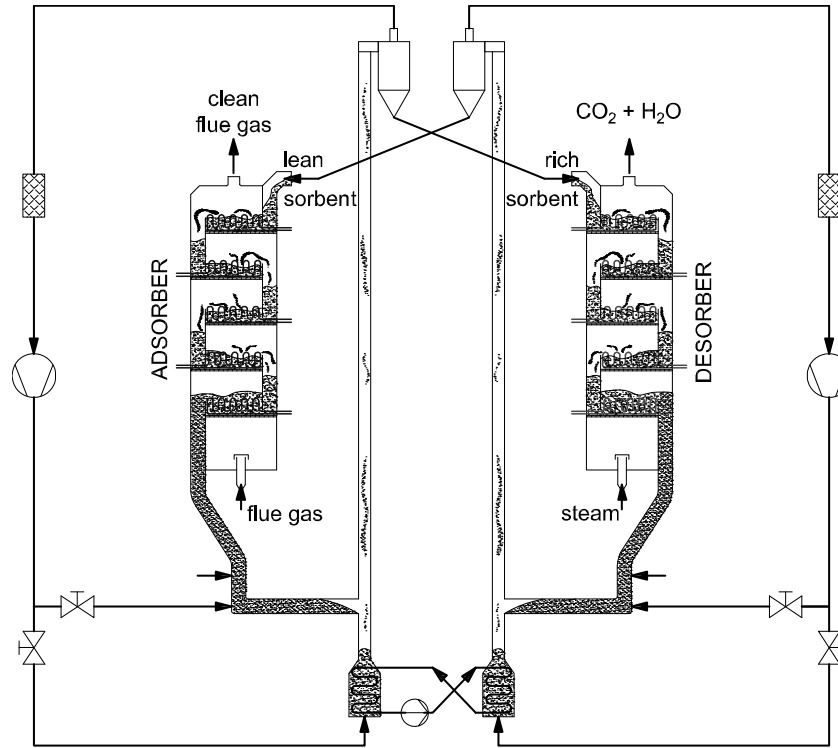 clean
flue gas
CO₂ + H₂O
lean
rich
sorbent
sorbent
ADSORBER
DESORBER
flue gas
steam